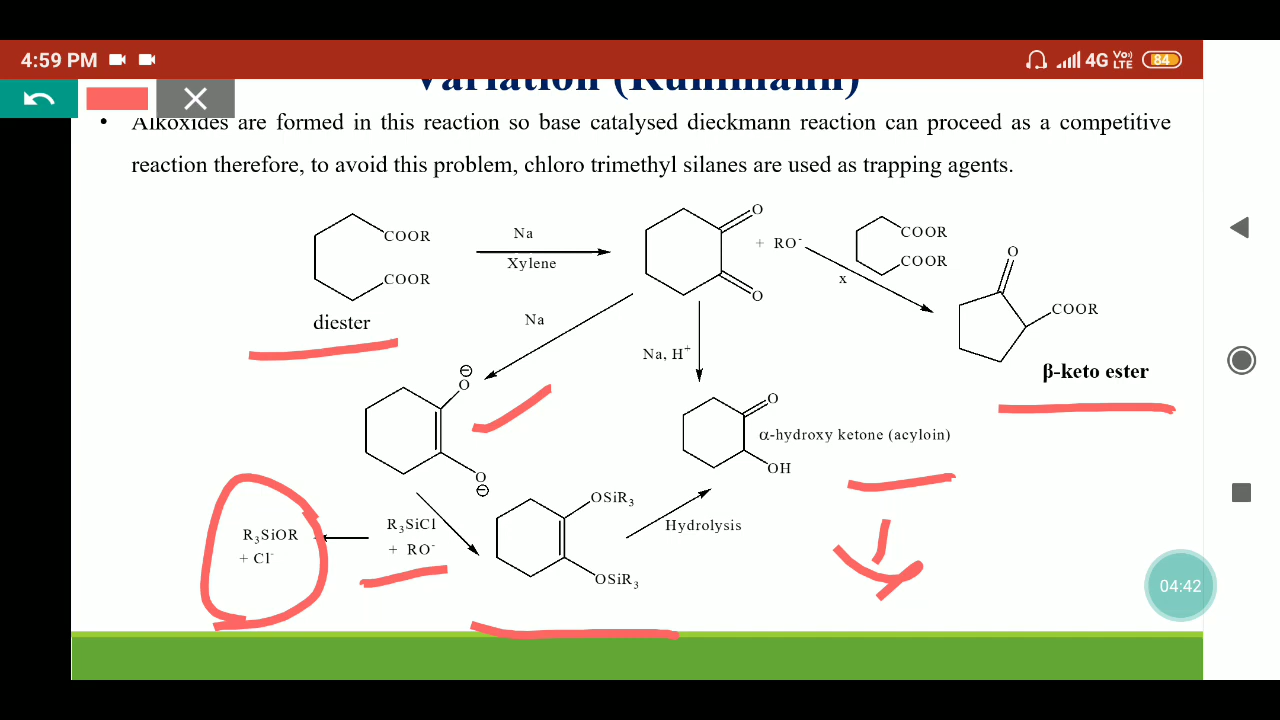 4:59 PM
4G Vo) LTE 84
Variation (Ruhlmann)
• Alkoxides are formed in this reaction so base catalysed dieckmann reaction can proceed as a competitive
reaction therefore, to avoid this problem, chloro trimethyl silanes are used as trapping agents.
COOR
COOR
diester
Na
Xylene
O
O
+ RO⁻
COOR
COOR
x
O
COOR
β-keto ester
Na
Na, H⁺
O⊖
O⊖
O
OH
α-hydroxy ketone (acyloin)
R₃SiOR
+ Cl⁻
R₃SiCl
+ RO⁻
OSiR₃
OSiR₃
Hydrolysis
04:42